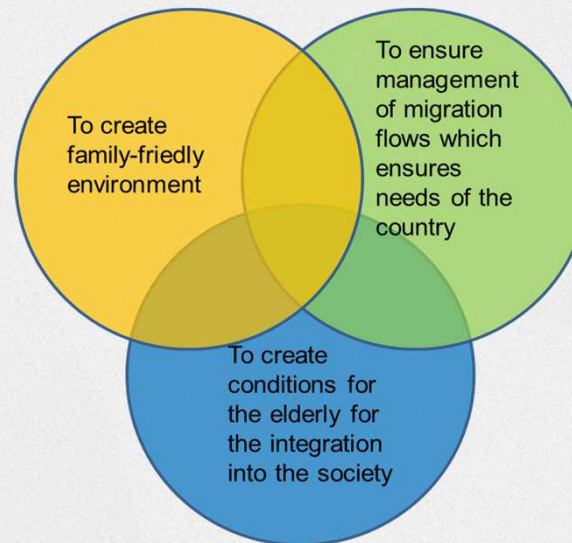 To create
family-friedly
environment
To ensure
management
of migration
flows which
ensures
needs of the
country
To create
conditions for
the elderly for
the integration
into the society